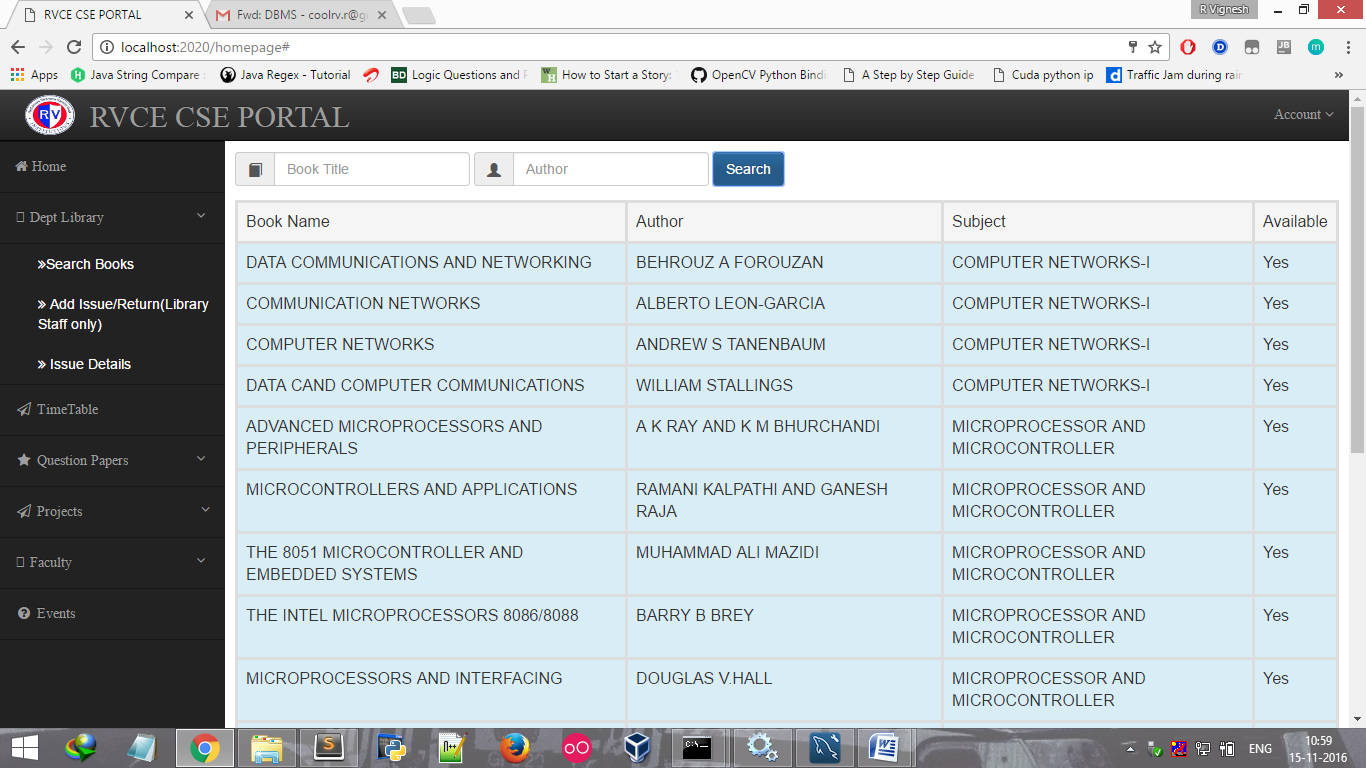 RVCE CSE PORTAL
Fwd: DBMS - coolrv.r@g
R Vignesh
localhost:2020/homepage#
Apps
Java String Compare
Java Regex - Tutorial
BD Logic Questions and
How to Start a Story:
OpenCV Python Bindi
A Step by Step Guide
Cuda python ip
Traffic Jam during rain
RV
RVCE CSE PORTAL
Account
Home
Dept Library
»Search Books
» Add Issue/Return(Library
Staff only)
» Issue Details
TimeTable
Question Papers
Projects
Faculty
Events
Book Title
Author
Search
Book Name Author Subject Available
DATA COMMUNICATIONS AND NETWORKING BEHROUZ A FOROUZAN COMPUTER NETWORKS-I Yes
COMMUNICATION NETWORKS ALBERTO LEON-GARCIA COMPUTER NETWORKS-I Yes
COMPUTER NETWORKS ANDREW S TANENBAUM COMPUTER NETWORKS-I Yes
DATA CAND COMPUTER COMMUNICATIONS WILLIAM STALLINGS COMPUTER NETWORKS-I Yes
ADVANCED MICROPROCESSORS AND A K RAY AND K M BHURCHANDI MICROPROCESSOR AND Yes
PERIPHERALS MICROCONTROLLER
MICROCONTROLLERS AND APPLICATIONS RAMANI KALPATHI AND GANESH MICROPROCESSOR AND Yes
RAJA MICROCONTROLLER
THE 8051 MICROCONTROLLER AND MUHAMMAD ALI MAZIDI MICROPROCESSOR AND Yes
EMBEDDED SYSTEMS MICROCONTROLLER
THE INTEL MICROPROCESSORS 8086/8088 BARRY B BREY MICROPROCESSOR AND Yes
MICROCONTROLLER
MICROPROCESSORS AND INTERFACING DOUGLAS V.HALL MICROPROCESSOR AND Yes
MICROCONTROLLER
ENG
10:59
15-11-2016